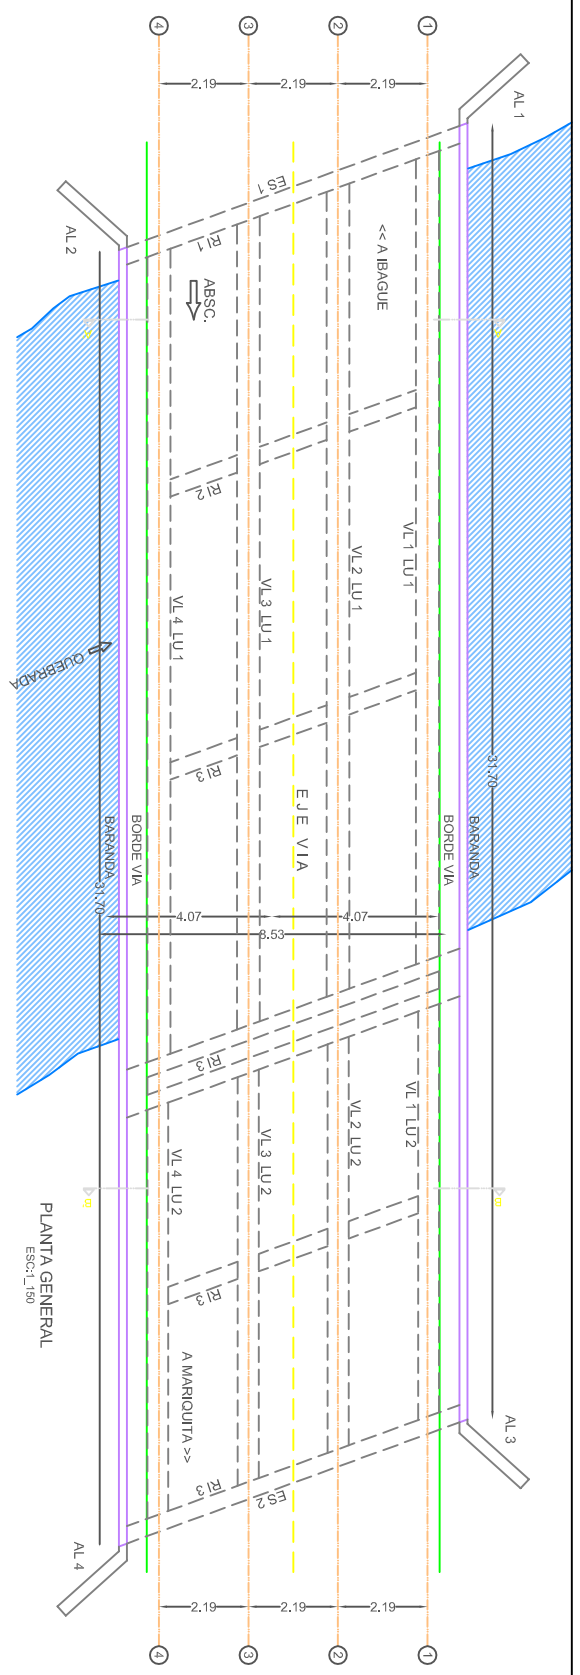 4
3
2
1
2.19
2.19
2.19
AL 1
AL 2
ES 1
RI 1
<< A IBAGUE
ABSC.
RI 2
VL 1 LU 1
VL 2 LU 1
VL 3 LU 1
VL 4 LU 1
QUEBRADA
RI 3
31.70
EJE VIA
BORDE VIA
BARANDA
BORDE VIA
BARANDA
31.70
4.07
4.07
8.53
RI 3
VL 1 LU 2
VL 2 LU 2
VL 3 LU 2
VL 4 LU 2
PLANTA GENERAL
ESC:1_150
RI 3
A MARIQUITA >>
AL 3
RI 3
ES 2
AL 4
2.19
2.19
2.19
4
3
2
1